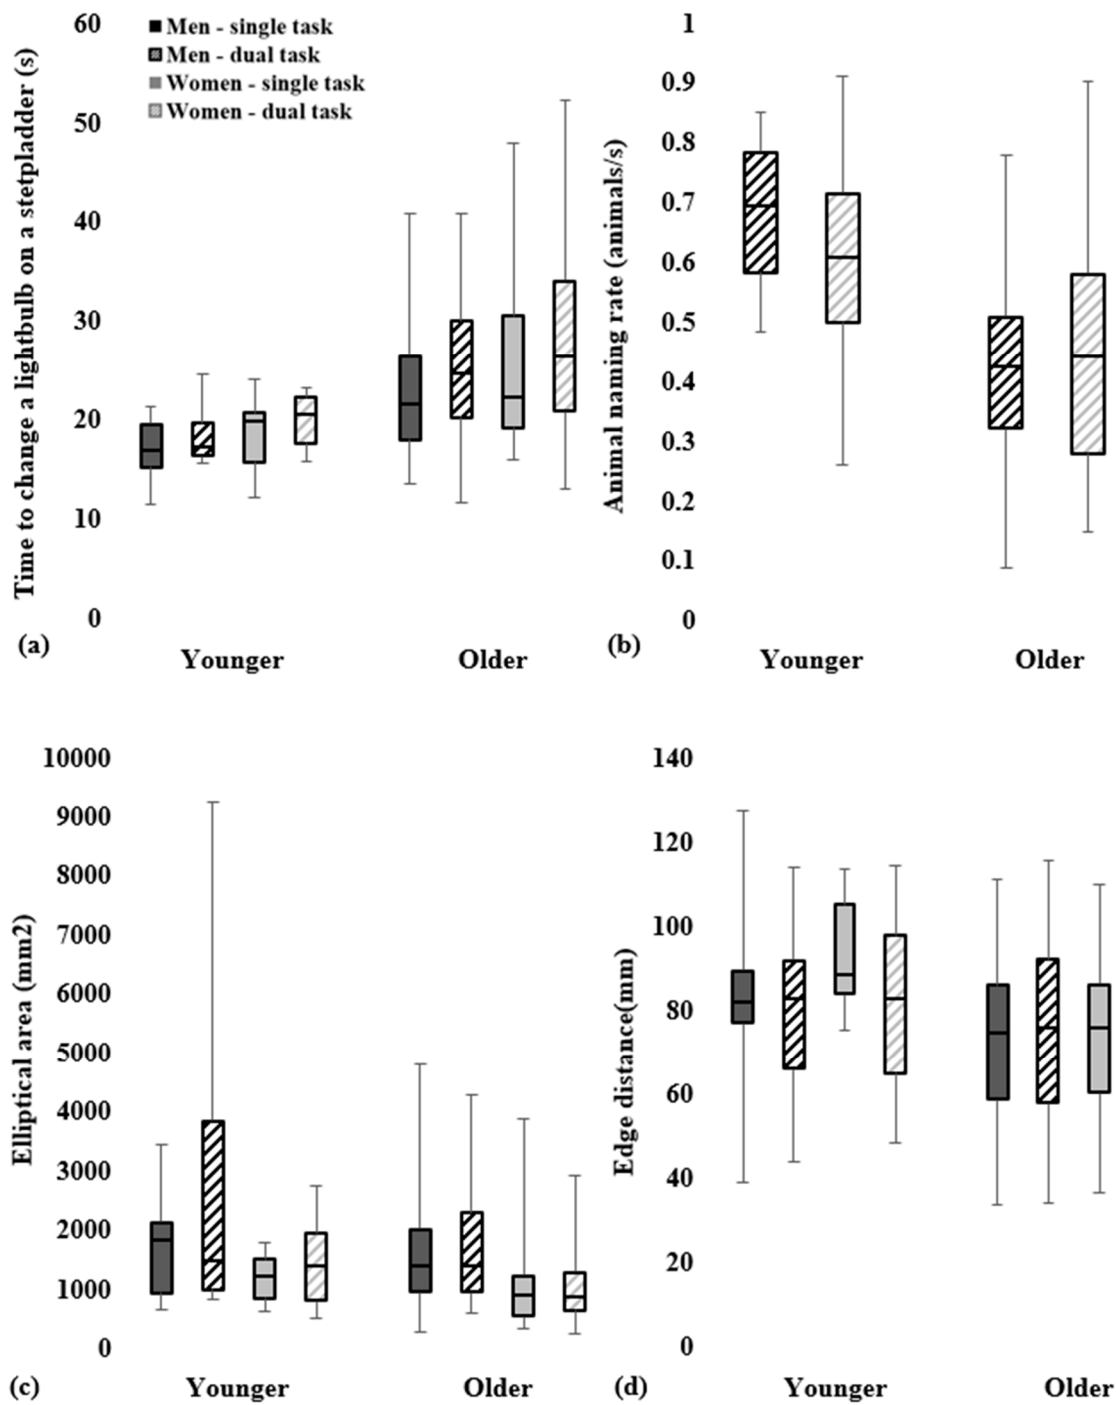 60
50
40
30
20
10
0
Time to change a lightbulb on a stetpladder (s)
Men - single task
Men - dual task
Women - single task
Women - dual task
(a)
Younger
Older
1
0.9
0.8
0.7
0.6
0.5
0.4
0.3
0.2
0.1
0
Animal naming rate (animals/s)
(b)
Younger
Older
10000
9000
8000
7000
6000
5000
4000
3000
2000
1000
0
Elliptical area (mm2)
(c)
Younger
Older
140
120
100
80
60
40
20
0
Edge distance(mm)
(d)
Younger
Older